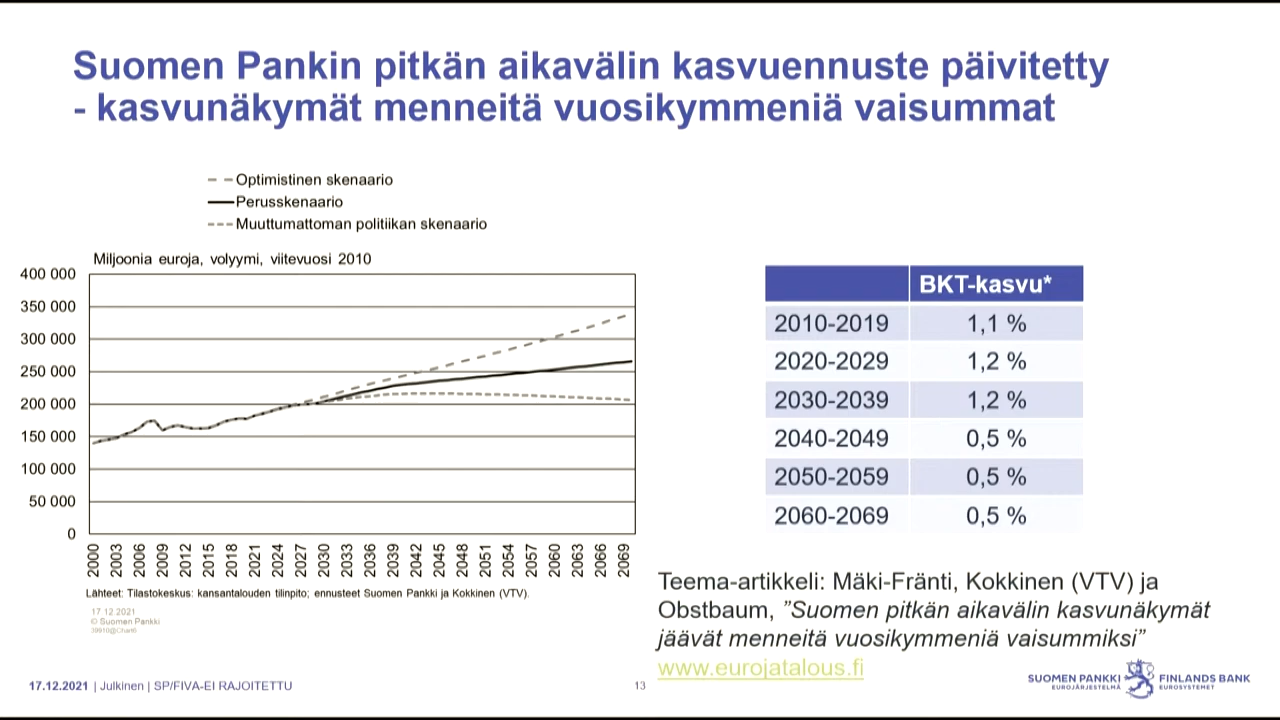 Suomen Pankin pitkän aikavälin kasvuennuste päivitetty
- kasvunäkymät menneitä vuosikymmeniä vaisummat
Optimistinen skenaario
Perusskenaario
Muuttumattoman politiikan skenaario
Miljoonia euroja, volyymi, viitevuosi 2010
400 000
350 000
300 000
250 000
200 000
150 000
100 000
50 000
0
2000 2003 2006 2009 2012 2015 2018 2021 2024 2027 2030 2033 2036 2039 2042 2045 2048 2051 2054 2057 2060 2063 2066 2069
Lähteet: Tilastokeskus: kansantalouden tilinpito; ennusteet Suomen Pankki ja Kokkinen (VTV).
17.12.2021
© Suomen Pankki
39910@Chart6
BKT-kasvu*
2010-2019 1,1 %
2020-2029 1,2 %
2030-2039 1,2 %
2040-2049 0,5 %
2050-2059 0,5 %
2060-2069 0,5 %
Teema-artikkeli: Mäki-Fränti, Kokkinen (VTV) ja
Obstbaum, ”Suomen pitkän aikavälin kasvunäkymät
jäävät menneitä vuosikymmeniä vaisummiksi”
www.eurojatalous.fi
17.12.2021 | Julkinen | SP/FIVA-EI RAJOITETTU
13
SUOMEN PANKKI FINLANDS BANK
EUROJÄRJESTELMÄ EUROSYSTEMET